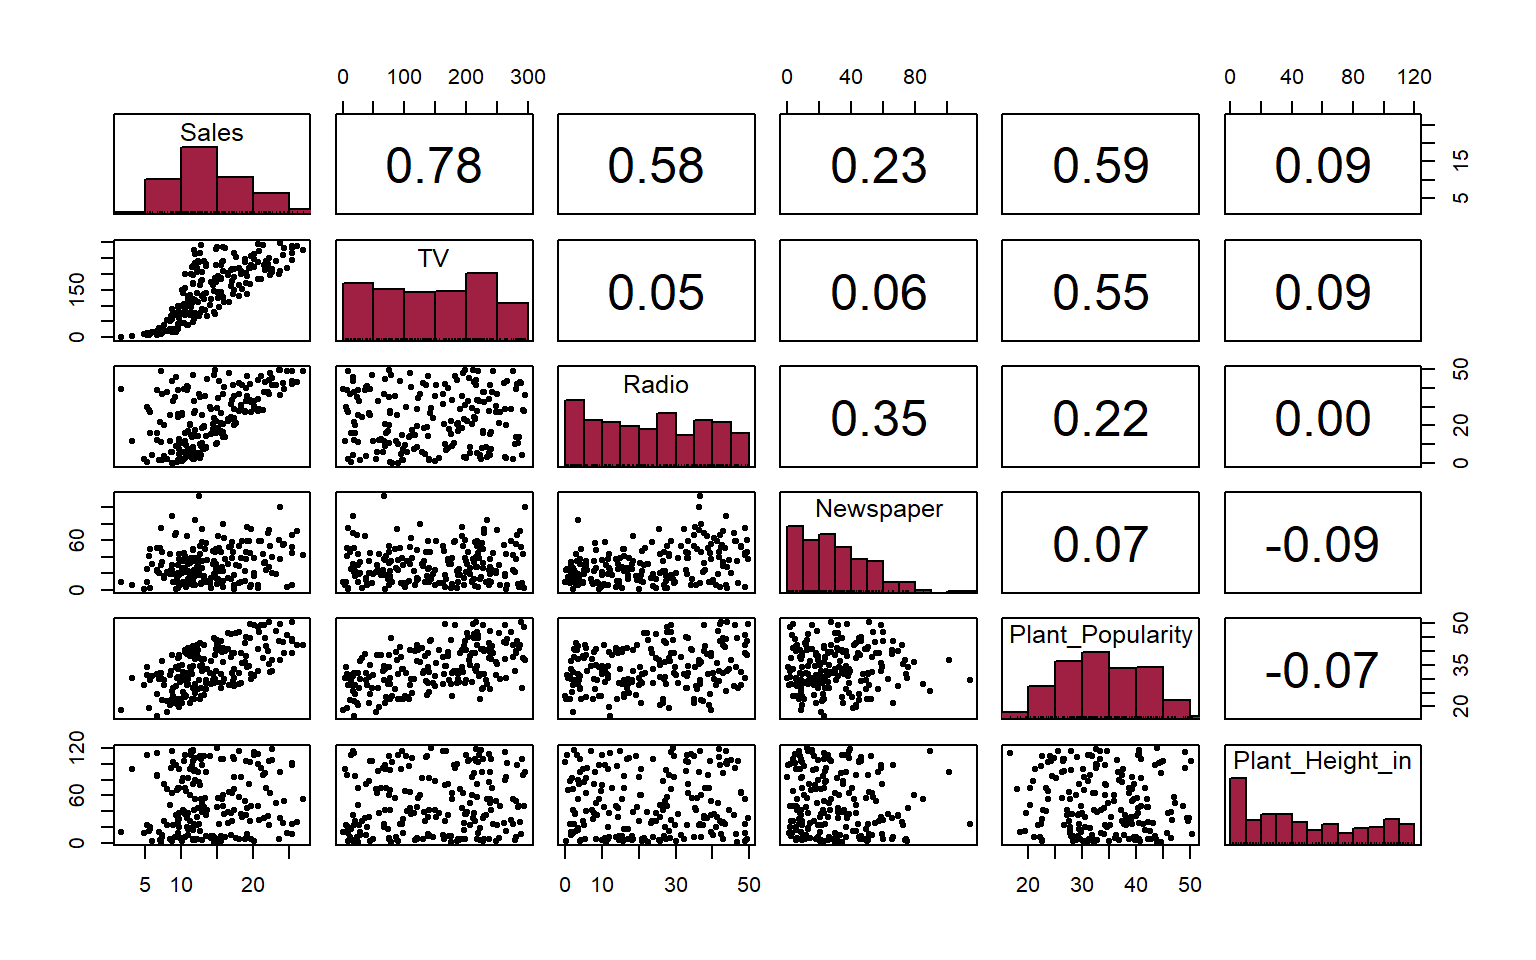 0 100 200 300 0 40 80 0 40 80 120
Sales 0.78 0.58 0.23 0.59 0.09 5 15
0 150 TV 0.05 0.06 0.55 0.09
Radio 0.35 0.22 0.00 0 20 50
0 60 Newspaper 0.07 -0.09
Plant_Popularity -0.07 20 35 50
0 60 120 Plant_Height_in
5 10 20 0 10 30 50 20 30 40 50